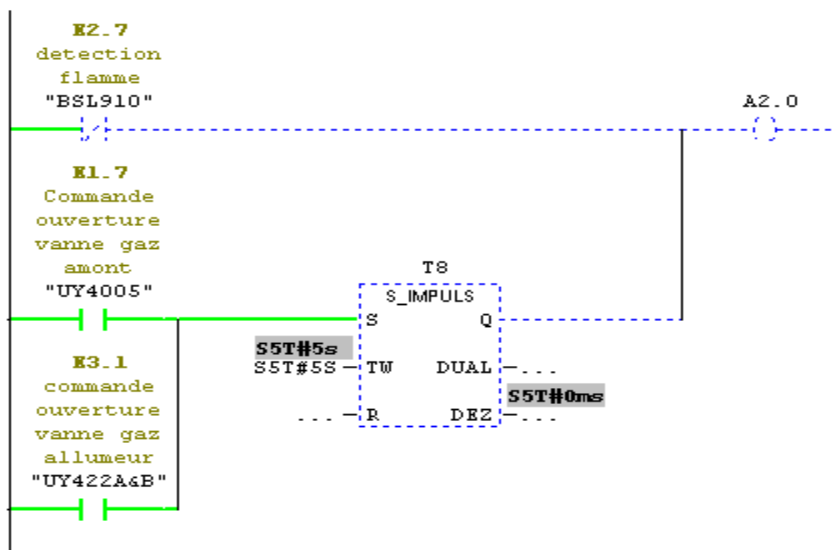 E2.7
detection
flamme
"BSL910"
A2.0
E1.7
Commande
ouverture
vanne gaz
amont
"UY4005"
T8
S_IMPULS
S Q
S5T#5s
S5T#5S TW DUAL ...
S5T#0ms
... R DEZ ...
E3.1
commande
ouverture
vanne gaz
allumeur
"UY422A&B"